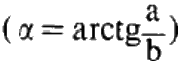 ( α = arctg a/b )